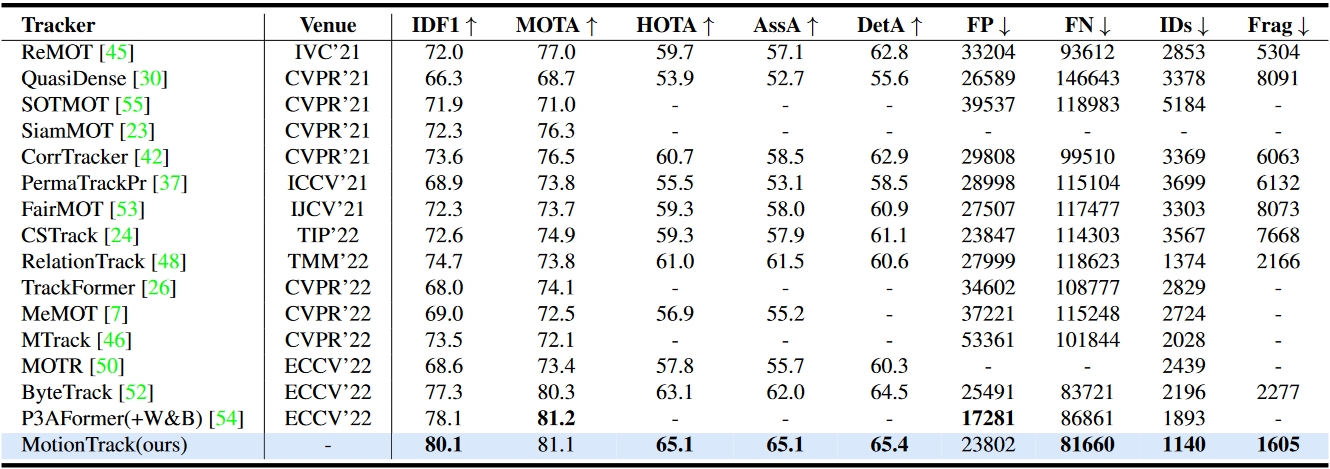 Tracker Venue IDF1 ↑ MOTA ↑ HOTA ↑ AssA ↑ DetA ↑ FP ↓ FN ↓ IDs ↓ Frag ↓
ReMOT [45] IVC'21 72.0 77.0 59.7 57.1 62.8 33204 93612 2853 5304
QuasiDense [30] CVPR'21 66.3 68.7 53.9 52.7 55.6 26589 146643 3378 8091
SOTMOT [55] CVPR'21 71.9 71.0 - - - 39537 118983 5184 -
SiamMOT [23] CVPR'21 72.3 76.3 - - - - - - -
CorrTracker [42] CVPR'21 73.6 76.5 60.7 58.5 62.9 29808 99510 3369 6063
PermaTrackPr [37] ICCV'21 68.9 73.8 55.5 53.1 58.5 28998 115104 3699 6132
FairMOT [53] IJCV'21 72.3 73.7 59.3 58.0 60.9 27507 117477 3303 8073
CSTrack [24] TIP'22 72.6 74.9 59.3 57.9 61.1 23847 114303 3567 7668
RelationTrack [48] TMM'22 74.7 73.8 61.0 61.5 60.6 27999 118623 1374 2166
TrackFormer [26] CVPR'22 68.0 74.1 - - - 34602 108777 2829 -
MeMOT [7] CVPR'22 69.0 72.5 56.9 55.2 - 37221 115248 2724 -
MTrack [46] CVPR'22 73.5 72.1 - - - 53361 101844 2028 -
MOTR [50] ECCV'22 68.6 73.4 57.8 55.7 60.3 - - 2439 -
ByteTrack [52] ECCV'22 77.3 80.3 63.1 62.0 64.5 25491 83721 2196 2277
P3AFormer(+W&B) [54] ECCV'22 78.1 81.2 - - - 17281 86861 1893 -
MotionTrack(ours) - 80.1 81.1 65.1 65.1 65.4 23802 81660 1140 1605